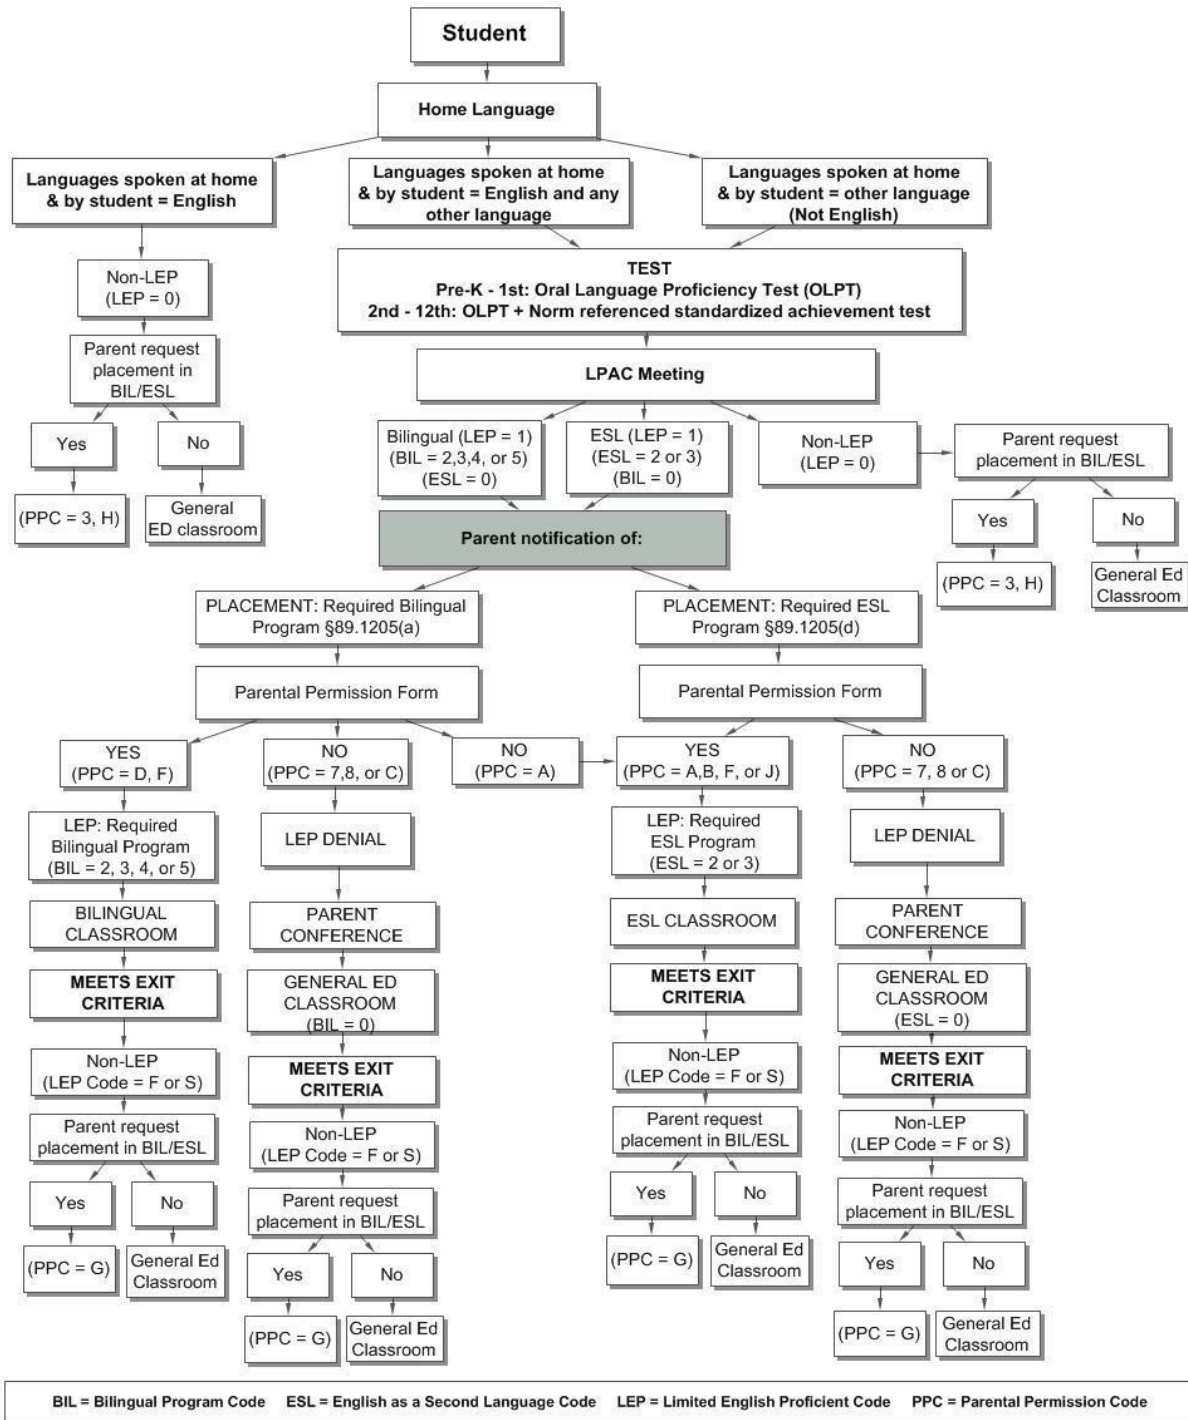 Student
Home Language
Languages spoken at home
& by student = English
Languages spoken at home
& by student = English and any
other language
Languages spoken at home
& by student = other language
(Not English)
Non-LEP
(LEP = 0)
TEST
Pre-K - 1st: Oral Language Proficiency Test (OLPT)
2nd - 12th: OLPT + Norm referenced standardized achievement test
Parent request
placement in
BIL/ESL
LPAC Meeting
Yes
No
Bilingual (LEP = 1)
(BIL = 2,3,4, or 5)
(ESL = 0)
ESL (LEP = 1)
(ESL = 2 or 3)
(BIL = 0)
Non-LEP
(LEP = 0)
Parent request
placement in BIL/ESL
(PPC = 3, H)
General
ED classroom
Yes
No
Parent notification of:
(PPC = 3, H)
General Ed
Classroom
PLACEMENT: Required Bilingual
Program §89.1205(a)
PLACEMENT: Required ESL
Program §89.1205(d)
Parental Permission Form
Parental Permission Form
YES
(PPC = D, F)
NO
(PPC = 7,8, or C)
NO
(PPC = A)
YES
(PPC = A,B, F, or J)
NO
(PPC = 7, 8 or C)
LEP: Required
Bilingual Program
(BIL = 2, 3, 4, or 5)
LEP DENIAL
LEP: Required
ESL Program
(ESL = 2 or 3)
LEP DENIAL
BILINGUAL
CLASSROOM
PARENT
CONFERENCE
ESL CLASSROOM
PARENT
CONFERENCE
MEETS EXIT
CRITERIA
GENERAL ED
CLASSROOM
(BIL = 0)
MEETS EXIT
CRITERIA
GENERAL ED
CLASSROOM
(ESL = 0)
Non-LEP
(LEP Code = F or S)
MEETS EXIT
CRITERIA
Non-LEP
(LEP Code = F or S)
MEETS EXIT
CRITERIA
Parent request
placement in BIL/ESL
Non-LEP
(LEP Code = F or S)
Parent request
placement in BIL/ESL
Non-LEP
(LEP Code = F or S)
Yes
No
Parent request
placement in BIL/ESL
Yes
No
Parent request
placement in BIL/ESL
(PPC = G)
General Ed
Classroom
Yes
No
(PPC = G)
General Ed
Classroom
Yes
No
(PPC = G)
General Ed
Classroom
(PPC = G)
General Ed
Classroom
BIL = Bilingual Program Code ESL = English as a Second Language Code LEP = Limited English Proficient Code PPC = Parental Permission Code